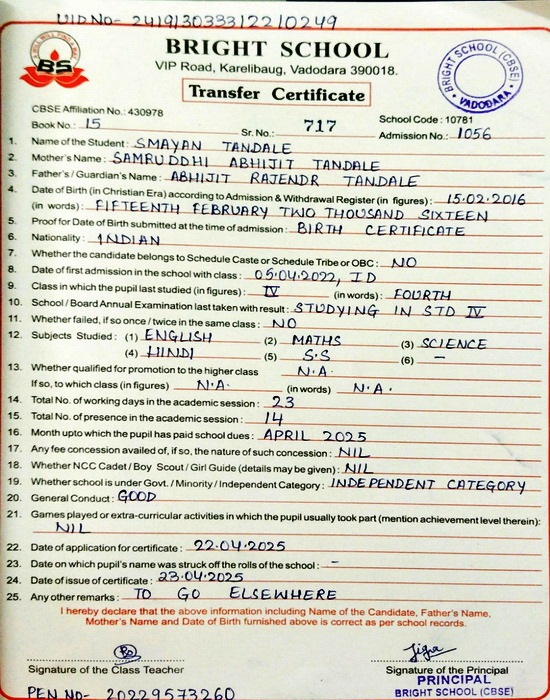 UID No- 24191303331221 0249
BRIGHT SCHOOL
VIP Road, Karelibaug, Vadodara 390018.
BS
BRIGHT SCHOOL (CBSE)
VADODARA
Transfer Certificate
CBSE Affiliation No.: 430978
School Code : 10781
Book No.: 15 Sr. No.: 717 Admission No.: 1056
1. Name of the Student : SMAYAN TANDALE
2. Mother's Name : SAMRUDDHI ABHIJIT TANDALE
3. Father's / Guardian's Name : ABHIJIT RAJENDR TANDALE
4. Date of Birth (in Christian Era) according to Admission & Withdrawal Register (in figures) : 15.02.2016
(in words) : FIFTEENTH FEBRUARY TWO THOUSAND SIXTEEN
5. Proof for Date of Birth submitted at the time of admission : BIRTH CERTIFICATE
6. Nationality : INDIAN
7. Whether the candidate belongs to Schedule Caste or Schedule Tribe or OBC : NO
8. Date of first admission in the school with class : 05.04.2022, I D
9. Class in which the pupil last studied (in figures) : IV (in words) : FOURTH
10. School / Board Annual Examination last taken with result : STUDYING IN STD IV
11. Whether failed, if so once / twice in the same class : NO
12. Subjects Studied : (1) ENGLISH (2) MATHS (3) SCIENCE
(4) HINDI (5) S.S (6) –
13. Whether qualified for promotion to the higher class N.A.
If so, to which class (in figures) N.A. (in words) N.A.
14. Total No. of working days in the academic session : 23
15. Total No. of presence in the academic session : 14
16. Month upto which the pupil has paid school dues : APRIL 2025
17. Any fee concession availed of, if so, the nature of such concession : NIL
18. Whether NCC Cadet / Boy Scout / Girl Guide (details may be given) : NIL
19. Whether school is under Govt. / Minority / Independent Category : INDEPENDENT CATEGORY
20. General Conduct : GOOD
21. Games played or extra-curricular activities in which the pupil usually took part (mention achievement level therein):
NIL
22. Date of application for certificate : 22.04.2025
23. Date on which pupil's name was struck off the rolls of the school : –
24. Date of issue of certificate : 23.04.2025
25. Any other remarks : TO GO ELSEWHERE
I hereby declare that the above information including Name of the Candidate, Father's Name,
Mother's Name and Date of Birth furnished above is correct as per school records.
Signature of the Class Teacher
Signature of the Principal
PRINCIPAL
BRIGHT SCHOOL (CBSE)
PEN No- 20229573260